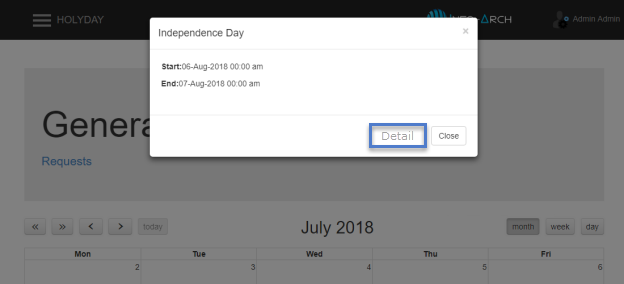 HOLYDAY
Admin Admin
Independence Day
×
Start:06-Aug-2018 00:00 am
End:07-Aug-2018 00:00 am
Detail
Close
Genera
Requests
« » < > today
July 2018
month week day
Mon Tue Wed Thu Fri
2 3 4 5 6